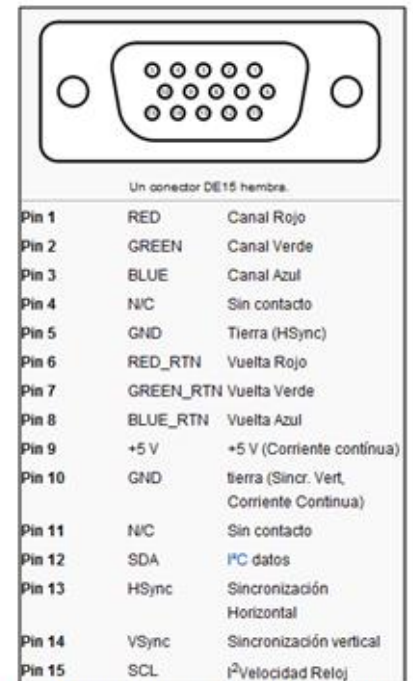 Un conector DE15 hembra.
Pin 1 RED Canal Rojo
Pin 2 GREEN Canal Verde
Pin 3 BLUE Canal Azul
Pin 4 N/C Sin contacto
Pin 5 GND Tierra (HSync)
Pin 6 RED_RTN Vuelta Rojo
Pin 7 GREEN_RTN Vuelta Verde
Pin 8 BLUE_RTN Vuelta Azul
Pin 9 +5 V +5 V (Corriente contínua)
Pin 10 GND tierra (Sincr. Vert,
Corriente Continua)
Pin 11 N/C Sin contacto
Pin 12 SDA I²C datos
Pin 13 HSync Sincronización
Horizontal
Pin 14 VSync Sincronización vertical
Pin 15 SCL I²Velocidad Reloj